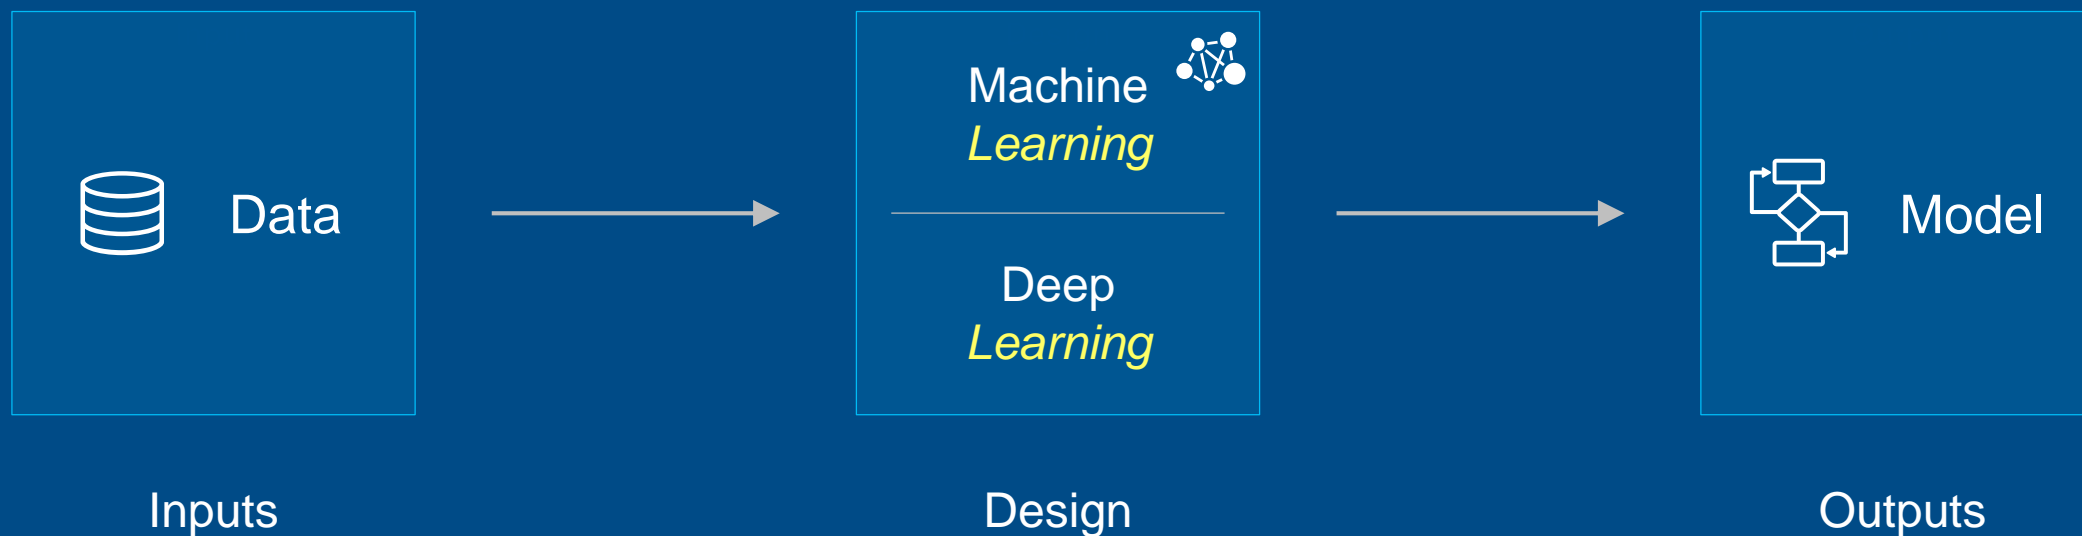 Data
Machine
Learning
Deep
Learning
Model
Inputs
Design
Outputs